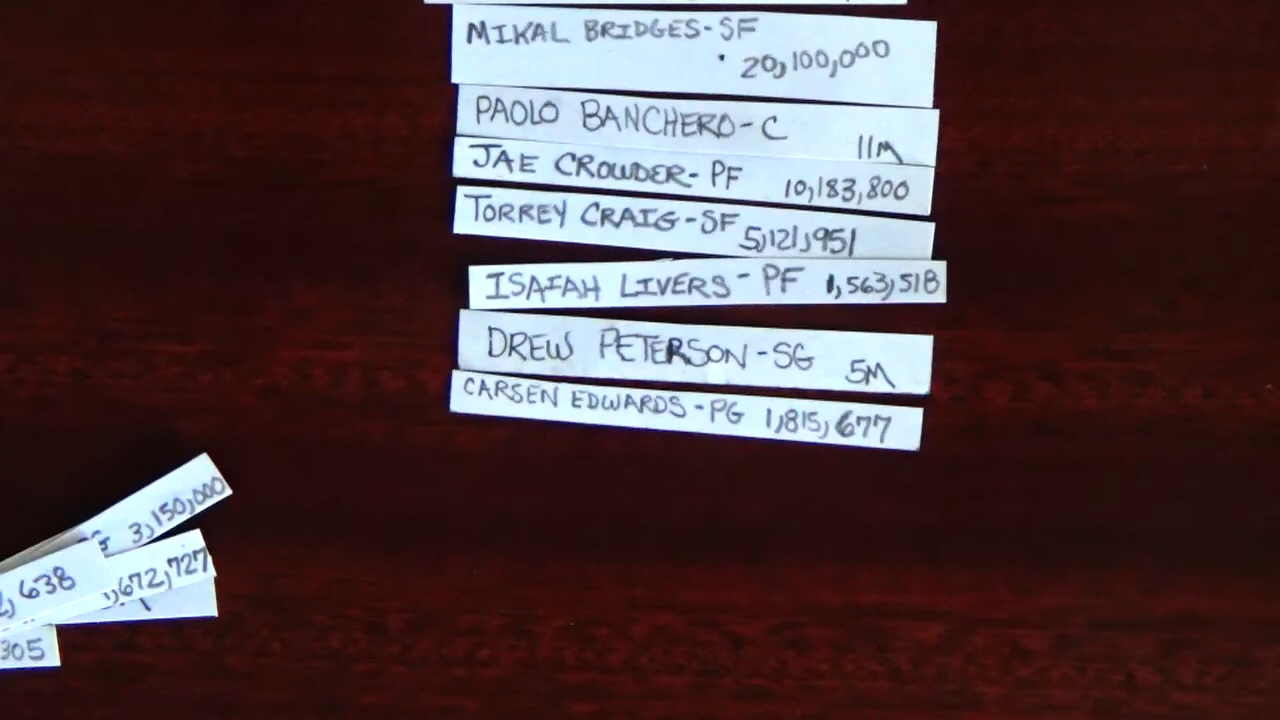 MIKAL BRIDGES-SF
20,100,000
PAOLO BANCHERO-C 11M
JAE CROWDER-PF 10,183,800
TORREY CRAIG-SF 5,121,951
ISAIAH LIVERS-PF 1,563,518
DREW PETERSON-SG 5M
CARSEN EDWARDS-PG 1,815,677
G 3,150,000
,672,727
,638
305